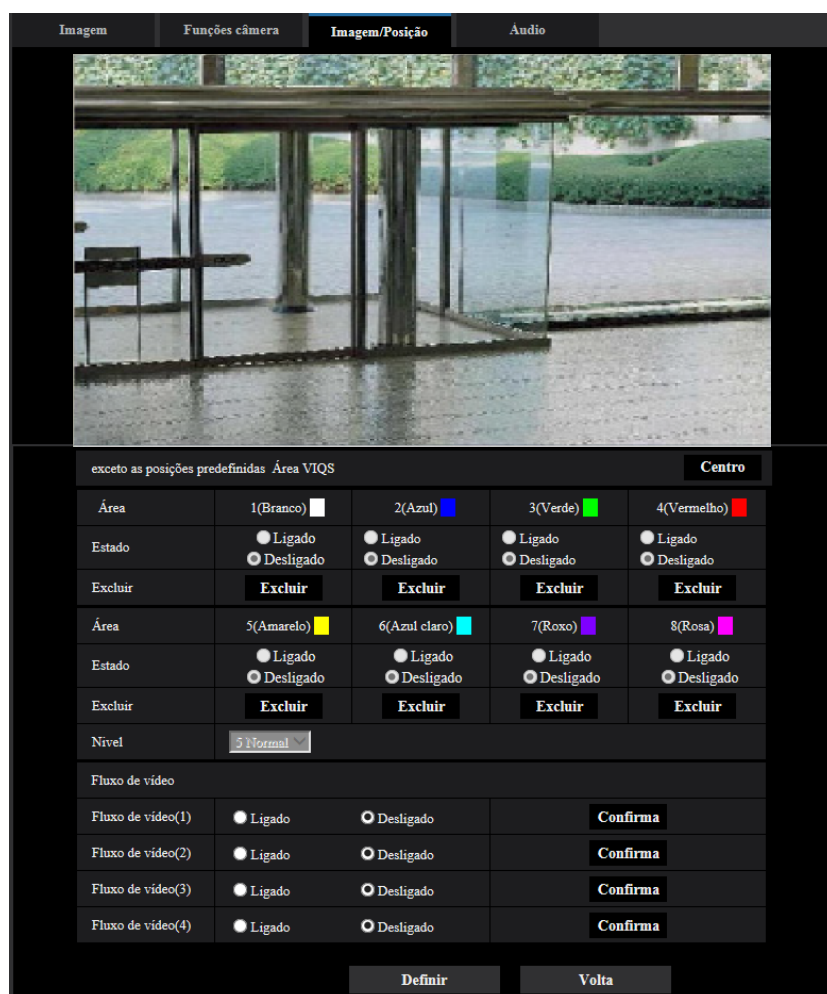 Imagem Funções câmera Imagem/Posição Áudio
exceto as posições predefinidas Área VIQS Centro
Área 1(Branco) 2(Azul) 3(Verde) 4(Vermelho)
Estado Ligado Ligado Ligado Ligado
Desligado Desligado Desligado Desligado
Excluir Excluir Excluir Excluir Excluir
Área 5(Amarelo) 6(Azul claro) 7(Roxo) 8(Rosa)
Estado Ligado Ligado Ligado Ligado
Desligado Desligado Desligado Desligado
Excluir Excluir Excluir Excluir Excluir
Nível 5 Normal
Fluxo de vídeo
Fluxo de vídeo(1) Ligado Desligado Confirma
Fluxo de vídeo(2) Ligado Desligado Confirma
Fluxo de vídeo(3) Ligado Desligado Confirma
Fluxo de vídeo(4) Ligado Desligado Confirma
Definir Volta